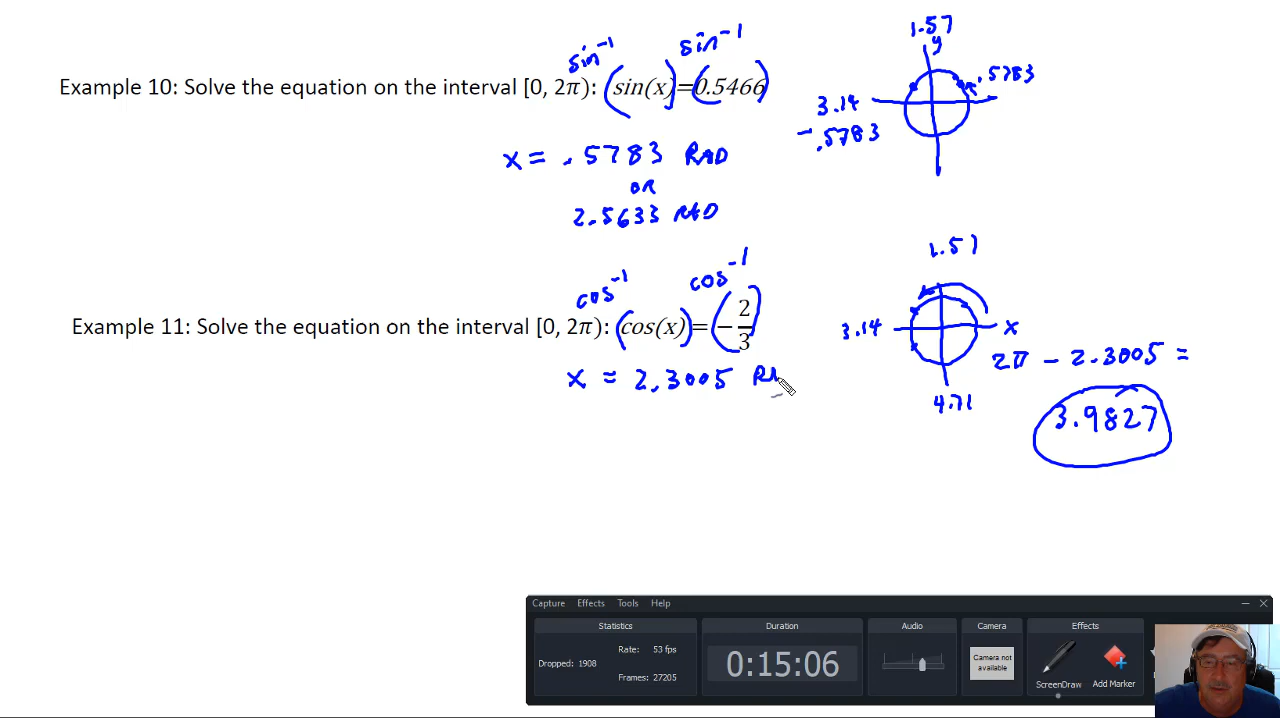 1.57
y
sin⁻¹ sin⁻¹
Example 10: Solve the equation on the interval [0, 2π): (sin(x))=(0.5466)
.5783
3.14
- .5783
x = .5783 RAD
OR
2.5633 RAD
1.57
cos⁻¹ cos⁻¹
Example 11: Solve the equation on the interval [0, 2π): (cos(x))=(−2/3)
3.14
x
2π - 2.3005 =
x = 2.3005 RA
4.71
3.9827
Capture Effects Tools Help
Statistics
Duration
Audio
Camera
Effects
Rate: 53 fps
Dropped: 1908
Frames: 27205
0:15:06
Camera not
available
ScreenDraw
Add Marker